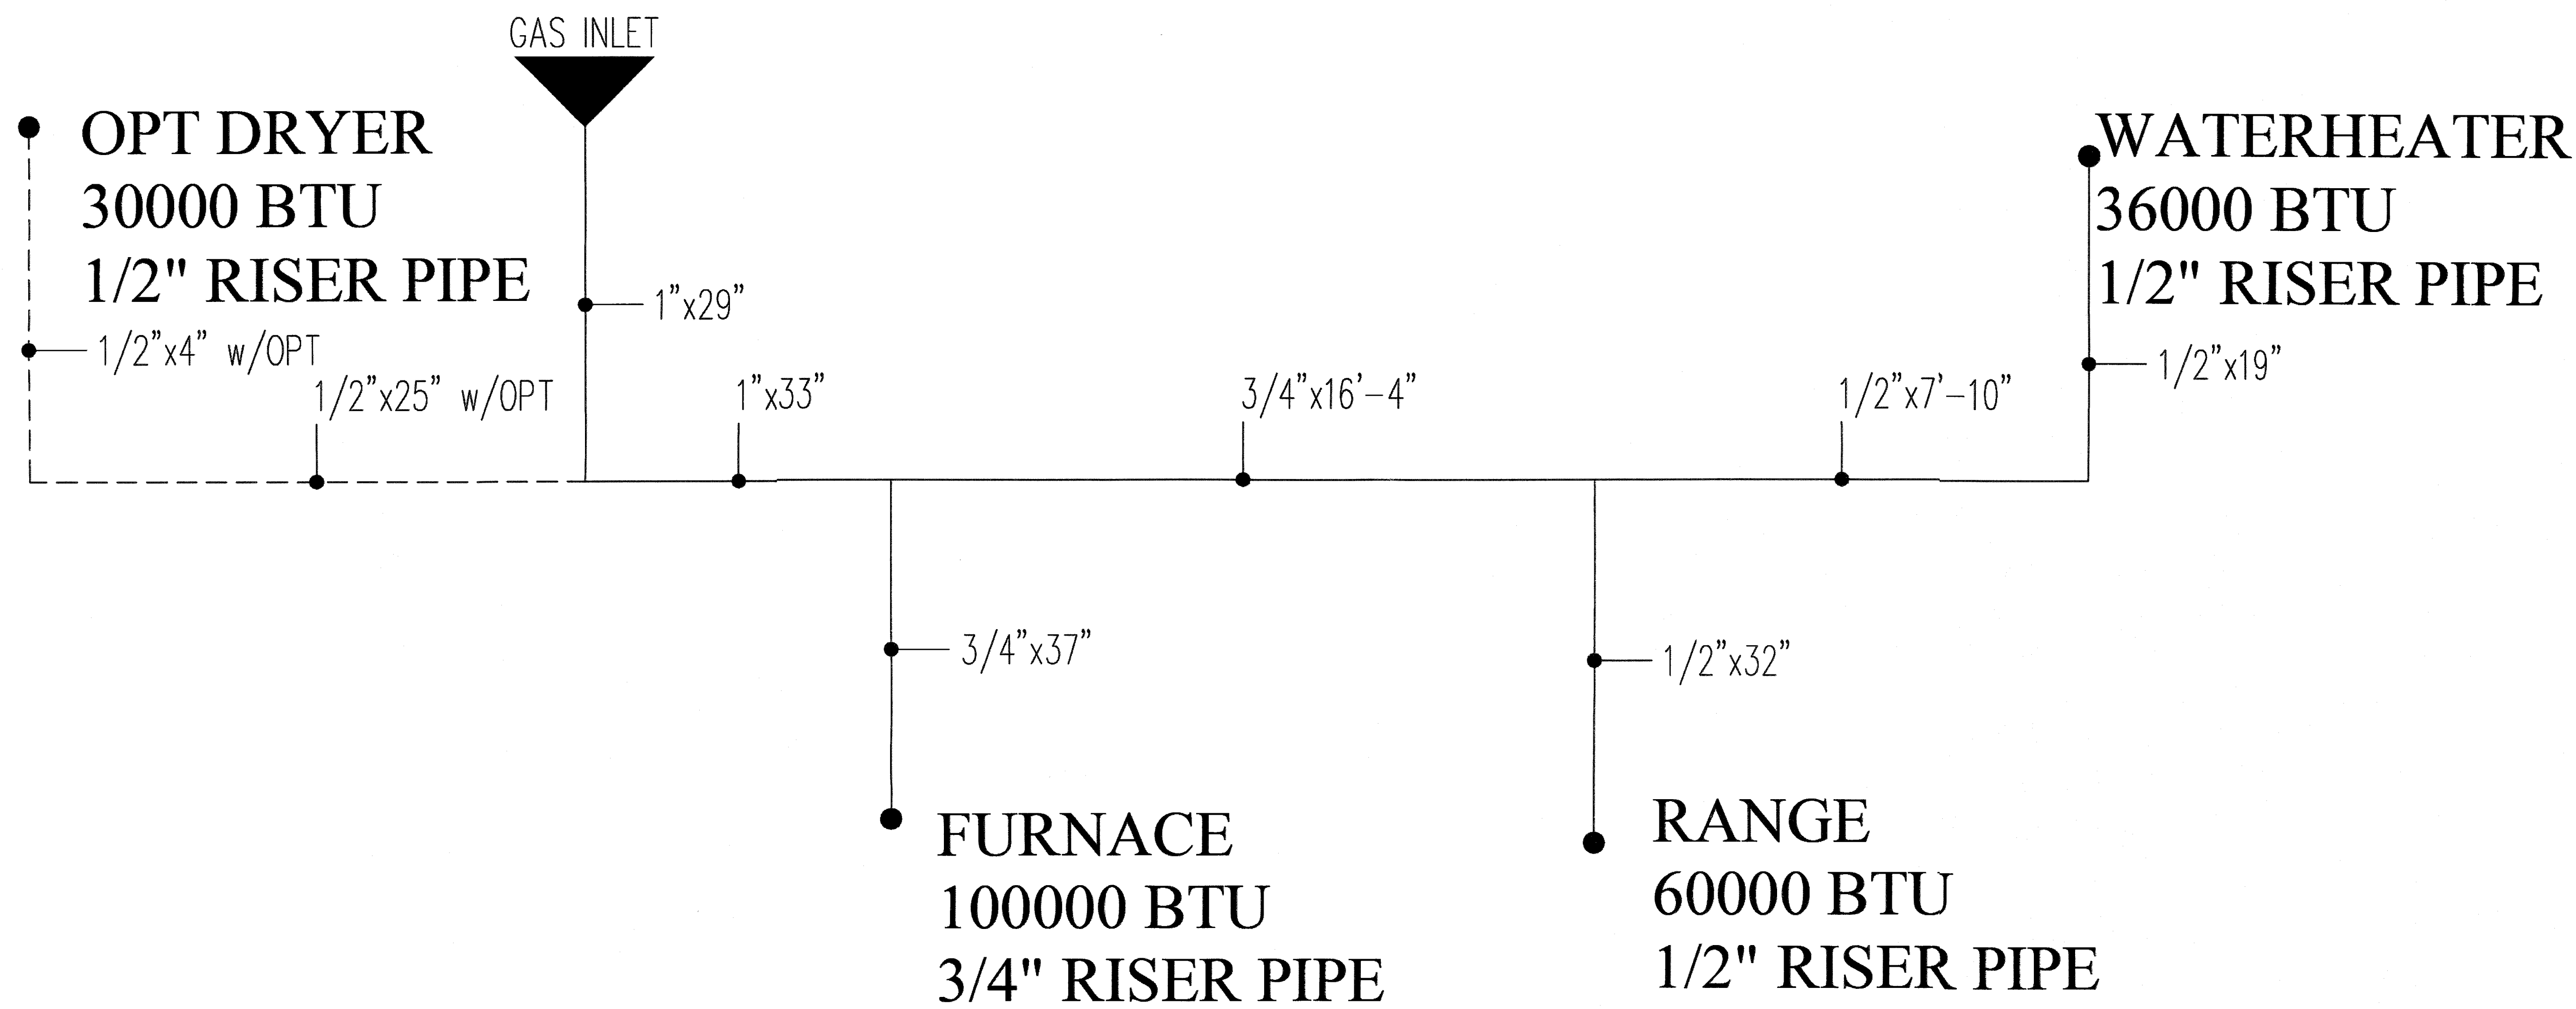 GAS INLET
OPT DRYER
30000 BTU
1/2" RISER PIPE
1/2"x4" w/OPT
1/2"x25" w/OPT
1"x29"
1"x33"
3/4"x16'-4"
1/2"x7'-10"
WATERHEATER
36000 BTU
1/2" RISER PIPE
1/2"x19"
3/4"x37"
1/2"x32"
FURNACE
100000 BTU
3/4" RISER PIPE
RANGE
60000 BTU
1/2" RISER PIPE